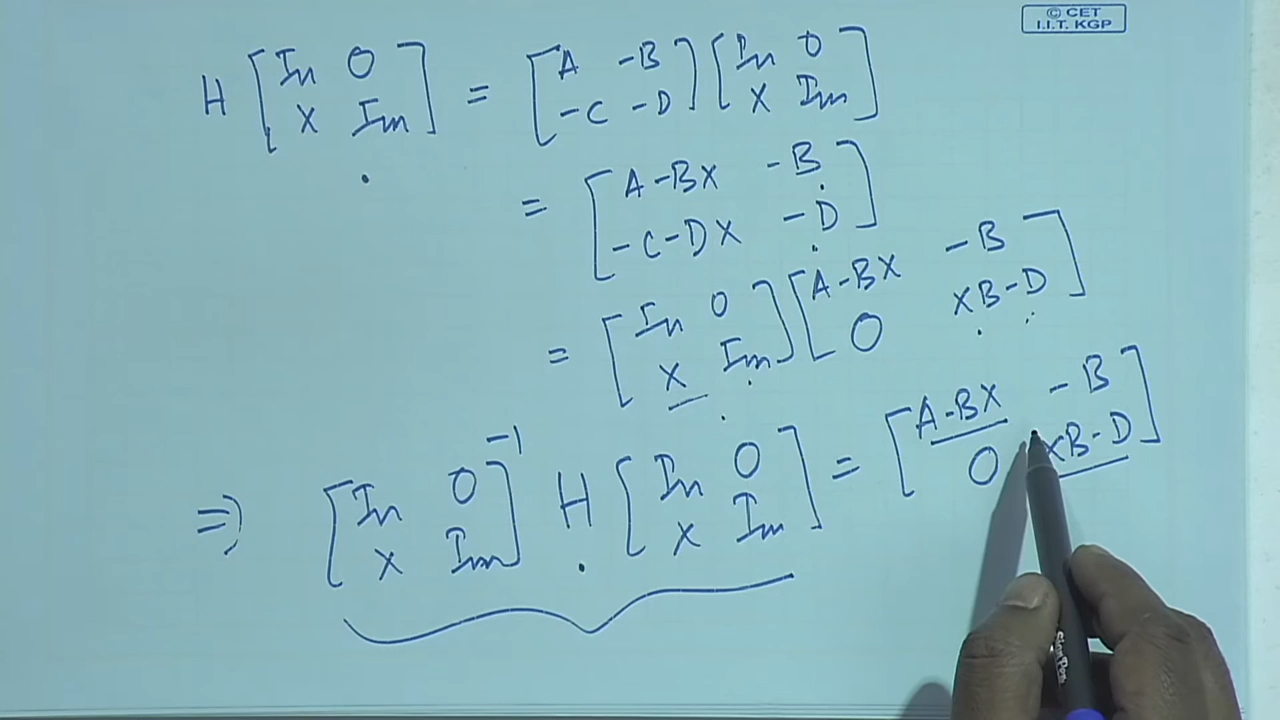 © CET
I.I.T. KGP
H [ In 0 ; X Im ] = [ A -B ; -C -D ] [ In 0 ; X Im ]
= [ A-BX -B ; -C-DX -D ]
= [ In 0 ; X Im ] [ A-BX -B ; 0 XB-D ]
⇒) [ In 0 ; X Im ]^-1 H [ In 0 ; X Im ] = [ A-BX -B ; 0 XB-D ]